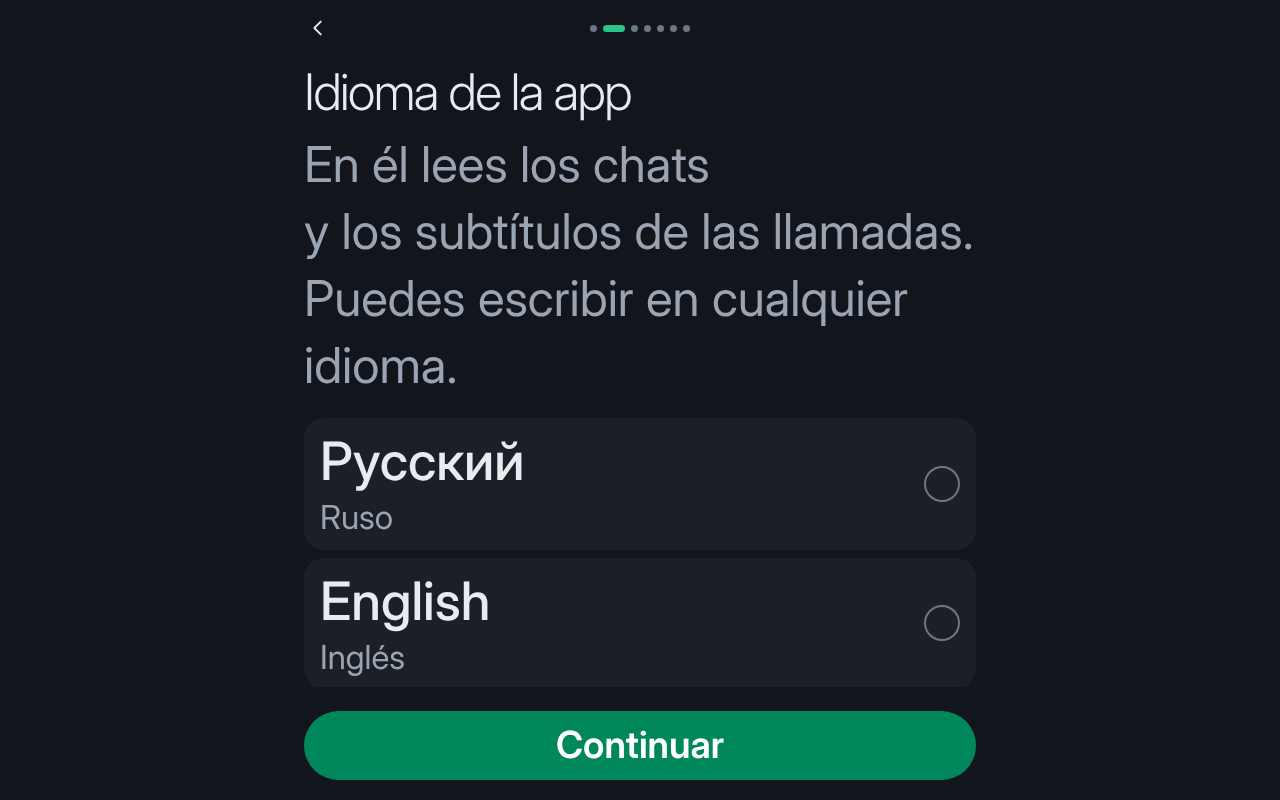 Idioma de la app
En él lees los chats
y los subtítulos de las llamadas.
Puedes escribir en cualquier
idioma.
Русский
Ruso
English
Inglés
Continuar